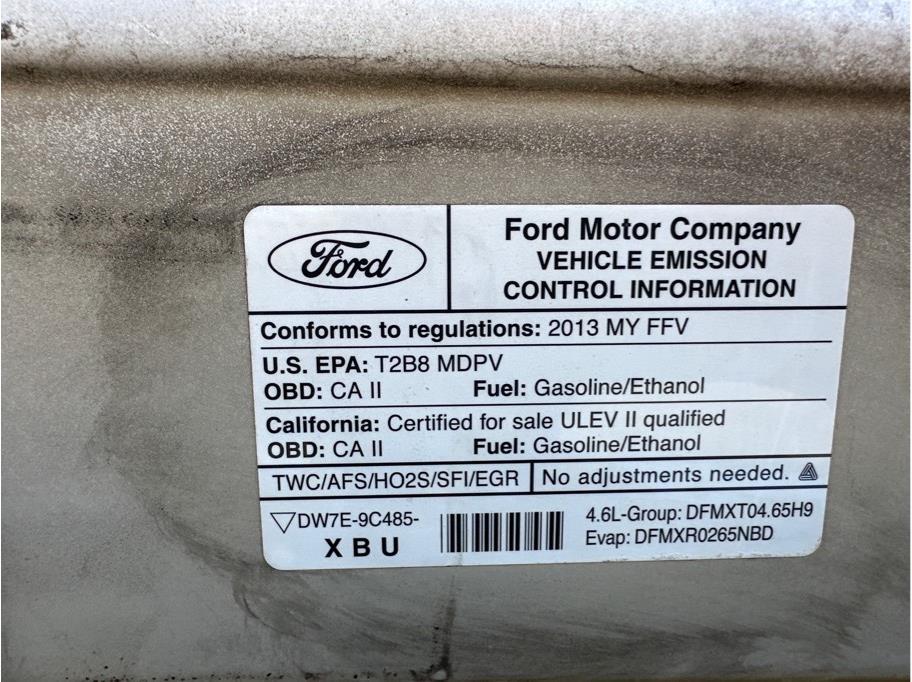 Ford
Ford Motor Company
VEHICLE EMISSION
CONTROL INFORMATION
Conforms to regulations: 2013 MY FFV
U.S. EPA: T2B8 MDPV
OBD: CA II Fuel: Gasoline/Ethanol
California: Certified for sale ULEV II qualified
OBD: CA II Fuel: Gasoline/Ethanol
TWC/AFS/HO2S/SFI/EGR No adjustments needed.
DW7E-9C485-
X B U
4.6L-Group: DFMXT04.65H9
Evap: DFMXR0265NBD